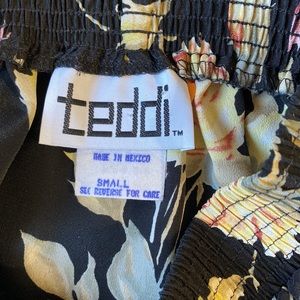 teddi™
MADE IN MEXICO
SMALL
SEE REVERSE FOR CARE